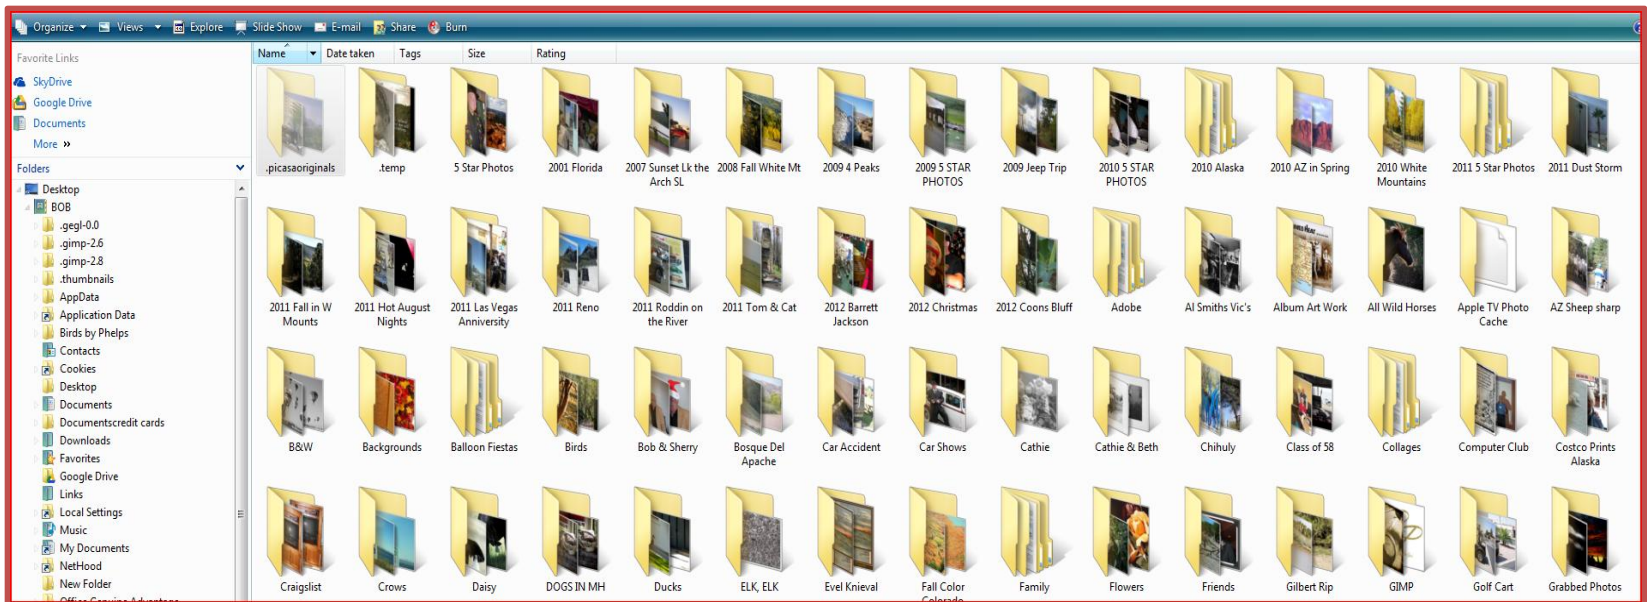 Organize Views Explore Slide Show E-mail Share Burn
Favorite Links
SkyDrive
Google Drive
Documents
More »
Folders
Desktop
BOB
.gegl-0.0
.gimp-2.6
.gimp-2.8
.thumbnails
AppData
Application Data
Birds by Phelps
Contacts
Cookies
Desktop
Documents
Documentscredit cards
Downloads
Favorites
Google Drive
Links
Local Settings
Music
My Documents
NetHood
New Folder
Office Genuine Advantage
Name Date taken Tags Size Rating
.picasaoriginals
.temp
5 Star Photos
2001 Florida
2007 Sunset Lk the
Arch SL
2008 Fall White Mt
2009 4 Peaks
2009 5 STAR
PHOTOS
2009 Jeep Trip
2010 5 STAR
PHOTOS
2010 Alaska
2010 AZ in Spring
2010 White
Mountains
2011 5 Star Photos
2011 Dust Storm
2011 Fall in W
Mounts
2011 Hot August
Nights
2011 Las Vegas
Anniversity
2011 Reno
2011 Roddin on
the River
2011 Tom & Cat
2012 Barrett
Jackson
2012 Christmas
2012 Coons Bluff
Adobe
Al Smiths Vic's
Album Art Work
All Wild Horses
Apple TV Photo
Cache
AZ Sheep sharp
B&W
Backgrounds
Balloon Fiestas
Birds
Bob & Sherry
Bosque Del
Apache
Car Accident
Car Shows
Cathie
Cathie & Beth
Chihuly
Class of 58
Collages
Computer Club
Costco Prints
Alaska
Craigslist
Crows
Daisy
DOGS IN MH
Ducks
ELK, ELK
Evel Knieval
Fall Color
Colorado
Family
Flowers
Friends
Gilbert Rip
GIMP
Golf Cart
Grabbed Photos